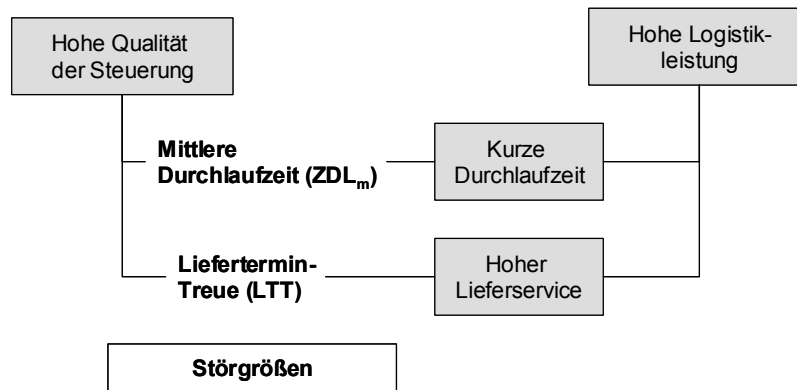 Hohe Qualität
der Steuerung
Hohe Logistik-
leistung
Mittlere
Durchlaufzeit (ZDLm)
Kurze
Durchlaufzeit
Liefertermin-
Treue (LTT)
Hoher
Lieferservice
Störgrößen